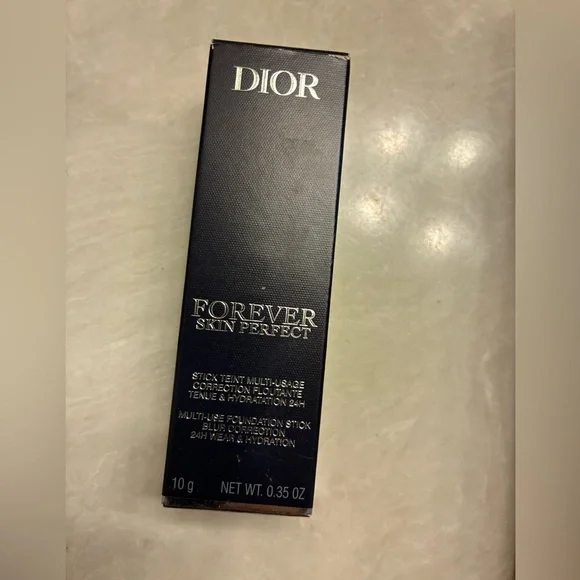 DIOR
FOREVER
SKIN PERFECT
STICK TEINT MULTI-USAGE
CORRECTION FLOUTANTE
TENUE & HYDRATATION 24H
MULTI-USE FOUNDATION STICK
BLUR CORRECTION
24H WEAR & HYDRATION
10 g NET WT. 0.35 OZ